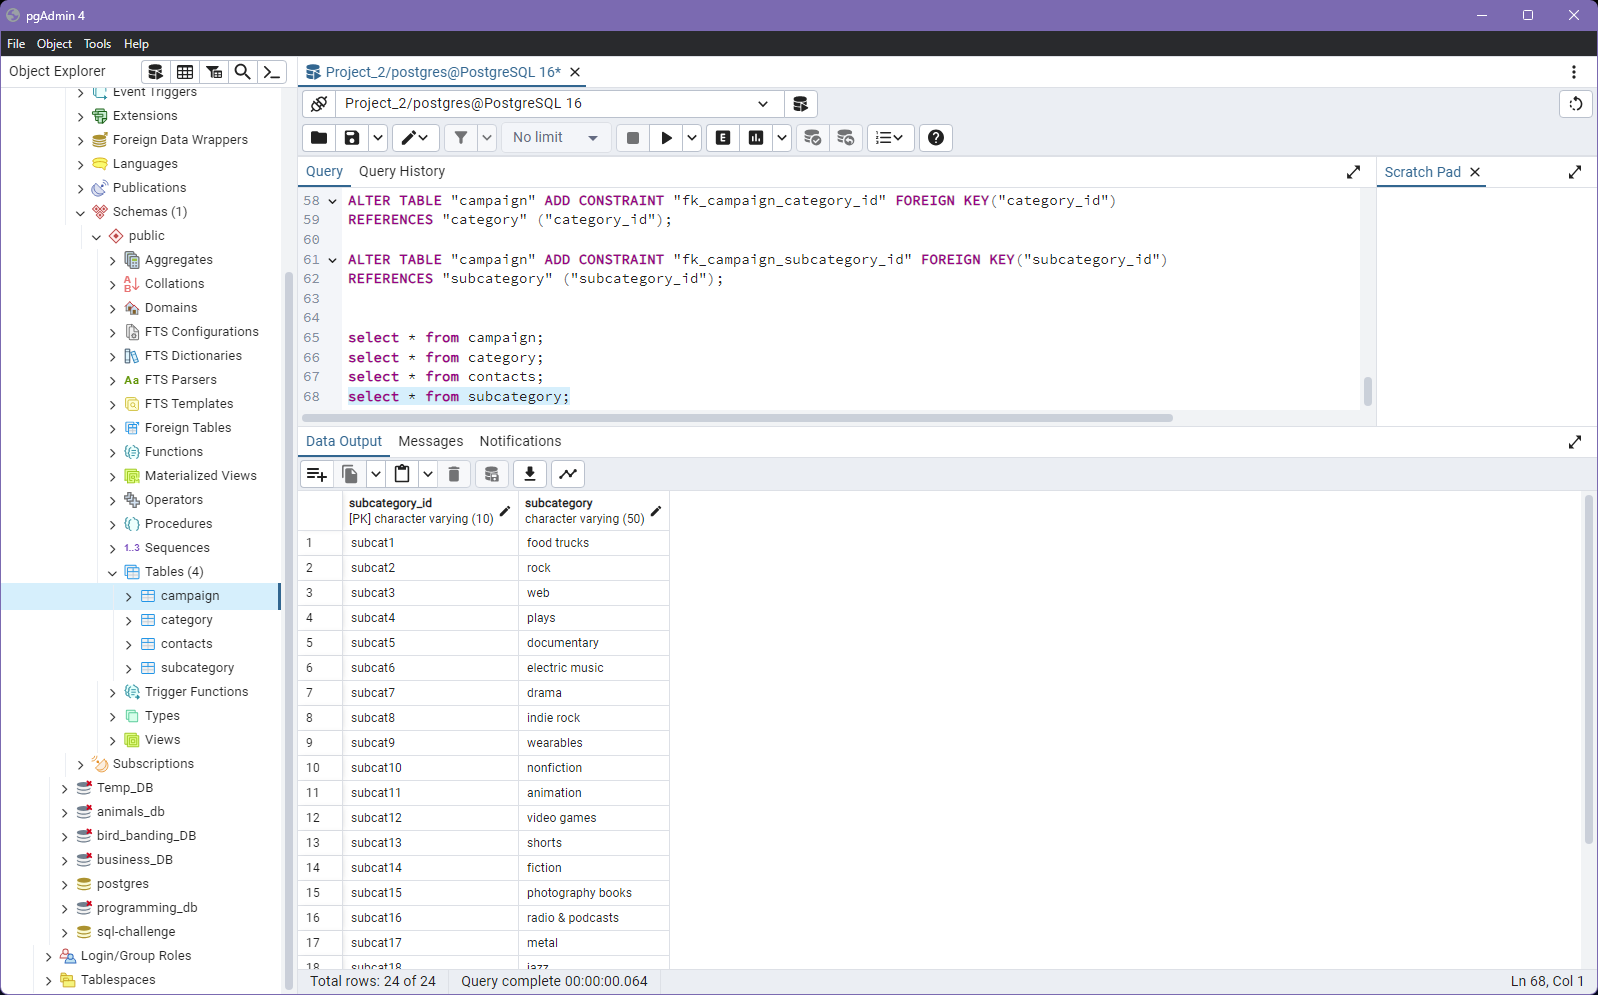 pgAdmin 4
File Object Tools Help
Object Explorer
Event Triggers
Extensions
Foreign Data Wrappers
Languages
Publications
Schemas (1)
public
Aggregates
Collations
Domains
FTS Configurations
FTS Dictionaries
Aa FTS Parsers
FTS Templates
Foreign Tables
Functions
Materialized Views
Operators
Procedures
1..3 Sequences
Tables (4)
campaign
category
contacts
subcategory
Trigger Functions
Types
Views
Subscriptions
Temp_DB
animals_db
bird_banding_DB
business_DB
postgres
programming_db
sql-challenge
Login/Group Roles
Tablespaces
Project_2/postgres@PostgreSQL 16*
Project_2/postgres@PostgreSQL 16
No limit
E
Query Query History
Scratch Pad
58 ALTER TABLE "campaign" ADD CONSTRAINT "fk_campaign_category_id" FOREIGN KEY("category_id")
59 REFERENCES "category" ("category_id");
60
61 ALTER TABLE "campaign" ADD CONSTRAINT "fk_campaign_subcategory_id" FOREIGN KEY("subcategory_id")
62 REFERENCES "subcategory" ("subcategory_id");
63
64
65 select * from campaign;
66 select * from category;
67 select * from contacts;
68 select * from subcategory;
Data Output Messages Notifications
subcategory_id subcategory
[PK] character varying (10) character varying (50)
1 subcat1 food trucks
2 subcat2 rock
3 subcat3 web
4 subcat4 plays
5 subcat5 documentary
6 subcat6 electric music
7 subcat7 drama
8 subcat8 indie rock
9 subcat9 wearables
10 subcat10 nonfiction
11 subcat11 animation
12 subcat12 video games
13 subcat13 shorts
14 subcat14 fiction
15 subcat15 photography books
16 subcat16 radio & podcasts
17 subcat17 metal
18 subcat18 jazz
Total rows: 24 of 24 Query complete 00:00:00.064 Ln 68, Col 1